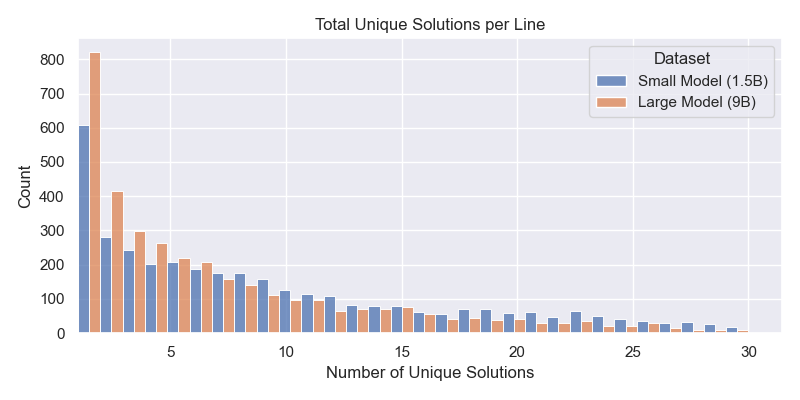 Total Unique Solutions per Line
Dataset
Small Model (1.5B)
Large Model (9B)
Count
800
700
600
500
400
300
200
100
0
5 10 15 20 25 30
Number of Unique Solutions